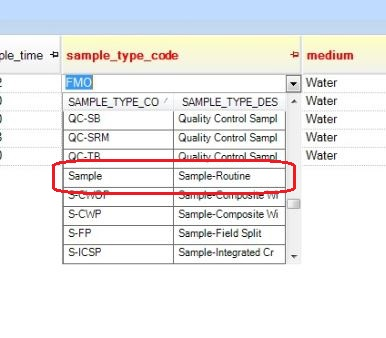 ple_time sample_type_code medium
2 FMO Water
0 SAMPLE_TYPE_CO SAMPLE_TYPE_DES Water
0 QC-SB Quality Control Sampl Water
3 QC-SRM Quality Control Sampl Water
0 QC-TB Quality Control Sampl Water
Sample Sample-Routine
S-CWOP Sample-Composite Wi
S-CWP Sample-Composite Wi
S-FP Sample-Field Split
S-ICSP Sample-Integrated Cr